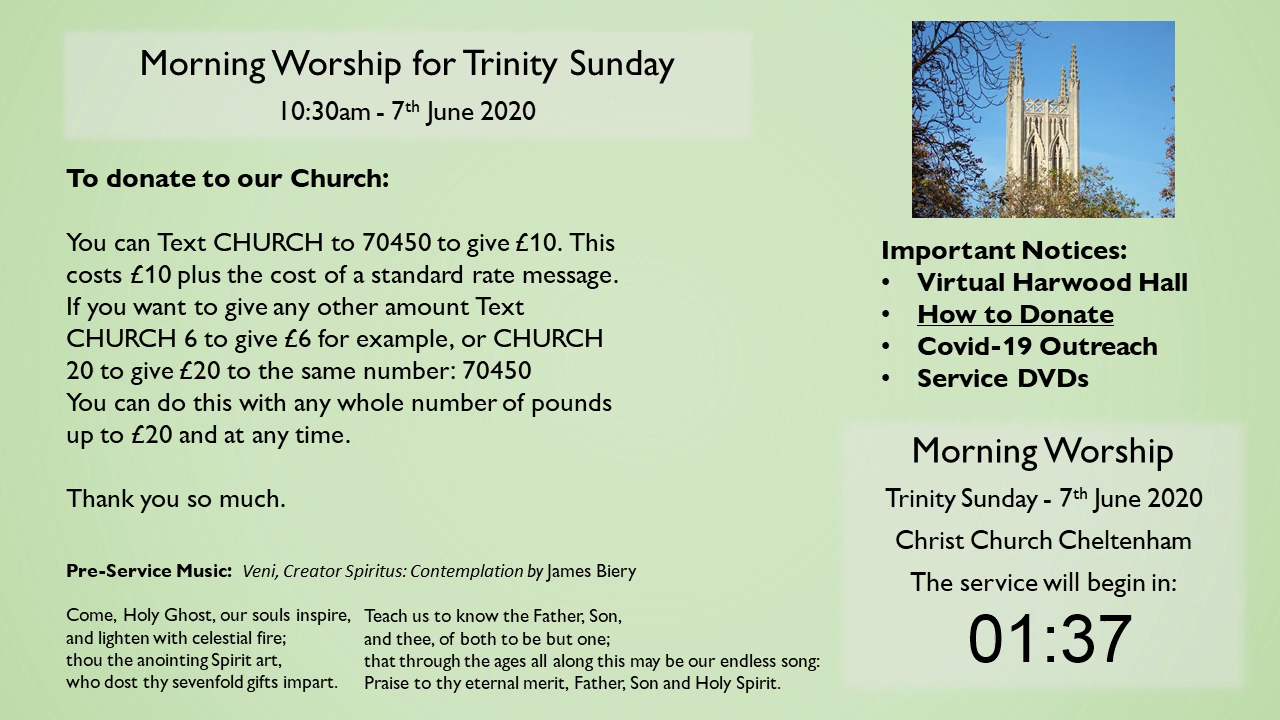 Morning Worship for Trinity Sunday
10:30am - 7th June 2020
To donate to our Church:
You can Text CHURCH to 70450 to give £10. This
costs £10 plus the cost of a standard rate message.
If you want to give any other amount Text
CHURCH 6 to give £6 for example, or CHURCH
20 to give £20 to the same number: 70450
You can do this with any whole number of pounds
up to £20 and at any time.
Thank you so much.
Pre-Service Music: Veni, Creator Spiritus: Contemplation by James Biery
Come, Holy Ghost, our souls inspire,
and lighten with celestial fire;
thou the anointing Spirit art,
who dost thy sevenfold gifts impart.
Teach us to know the Father, Son,
and thee, of both to be but one;
that through the ages all along this may be our endless song:
Praise to thy eternal merit, Father, Son and Holy Spirit.
Important Notices:
• Virtual Harwood Hall
• How to Donate
• Covid-19 Outreach
• Service DVDs
Morning Worship
Trinity Sunday - 7th June 2020
Christ Church Cheltenham
The service will begin in:
01:37